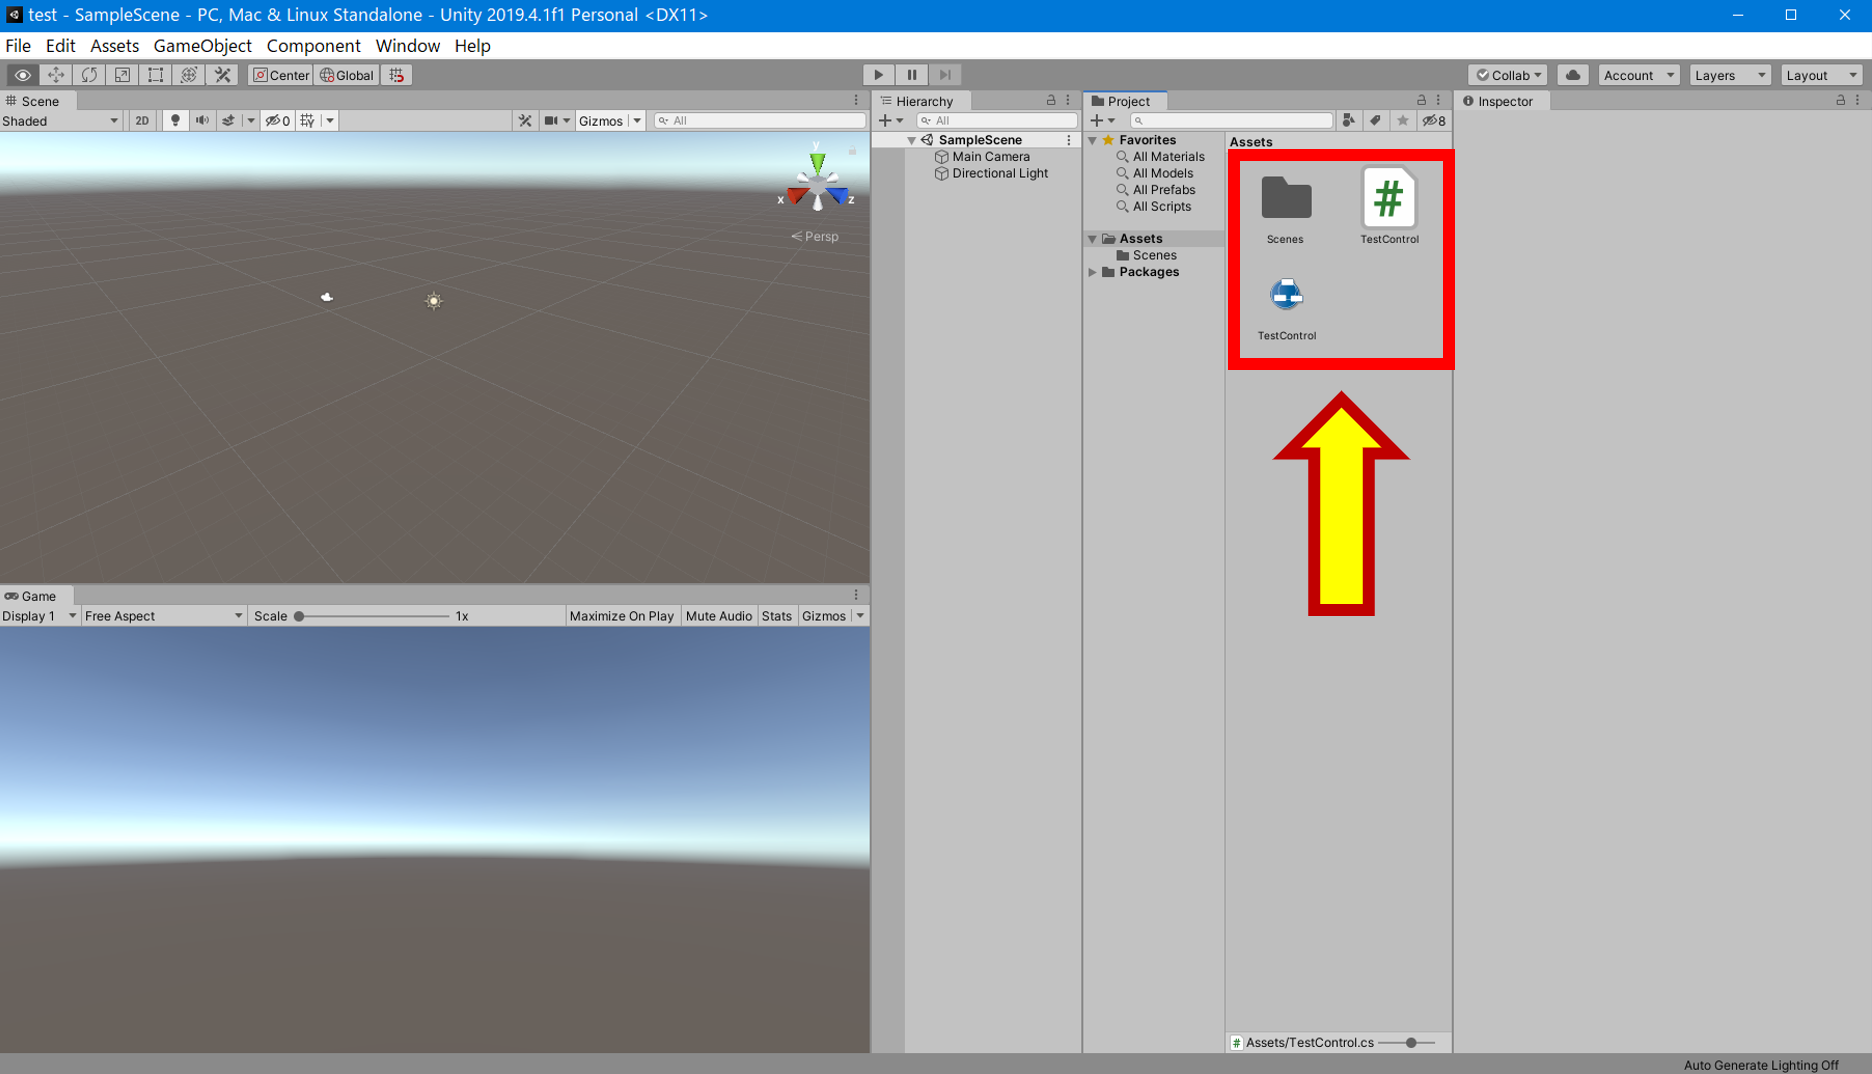 test - SampleScene - PC, Mac & Linux Standalone - Unity 2019.4.1f1 Personal <DX11>
File Edit Assets GameObject Component Window Help
Center Global Collab Account Layers Layout
Scene
Shaded 2D 0 Gizmos All
y
x z
Persp
Game
Display 1 Free Aspect Scale 1x Maximize On Play Mute Audio Stats Gizmos
Hierarchy
All
SampleScene
Main Camera
Directional Light
Project
8
Favorites
All Materials
All Models
All Prefabs
All Scripts
Assets
Scenes
Packages
Assets
Scenes TestControl
TestControl
Assets/TestControl.cs
Inspector
Auto Generate Lighting Off